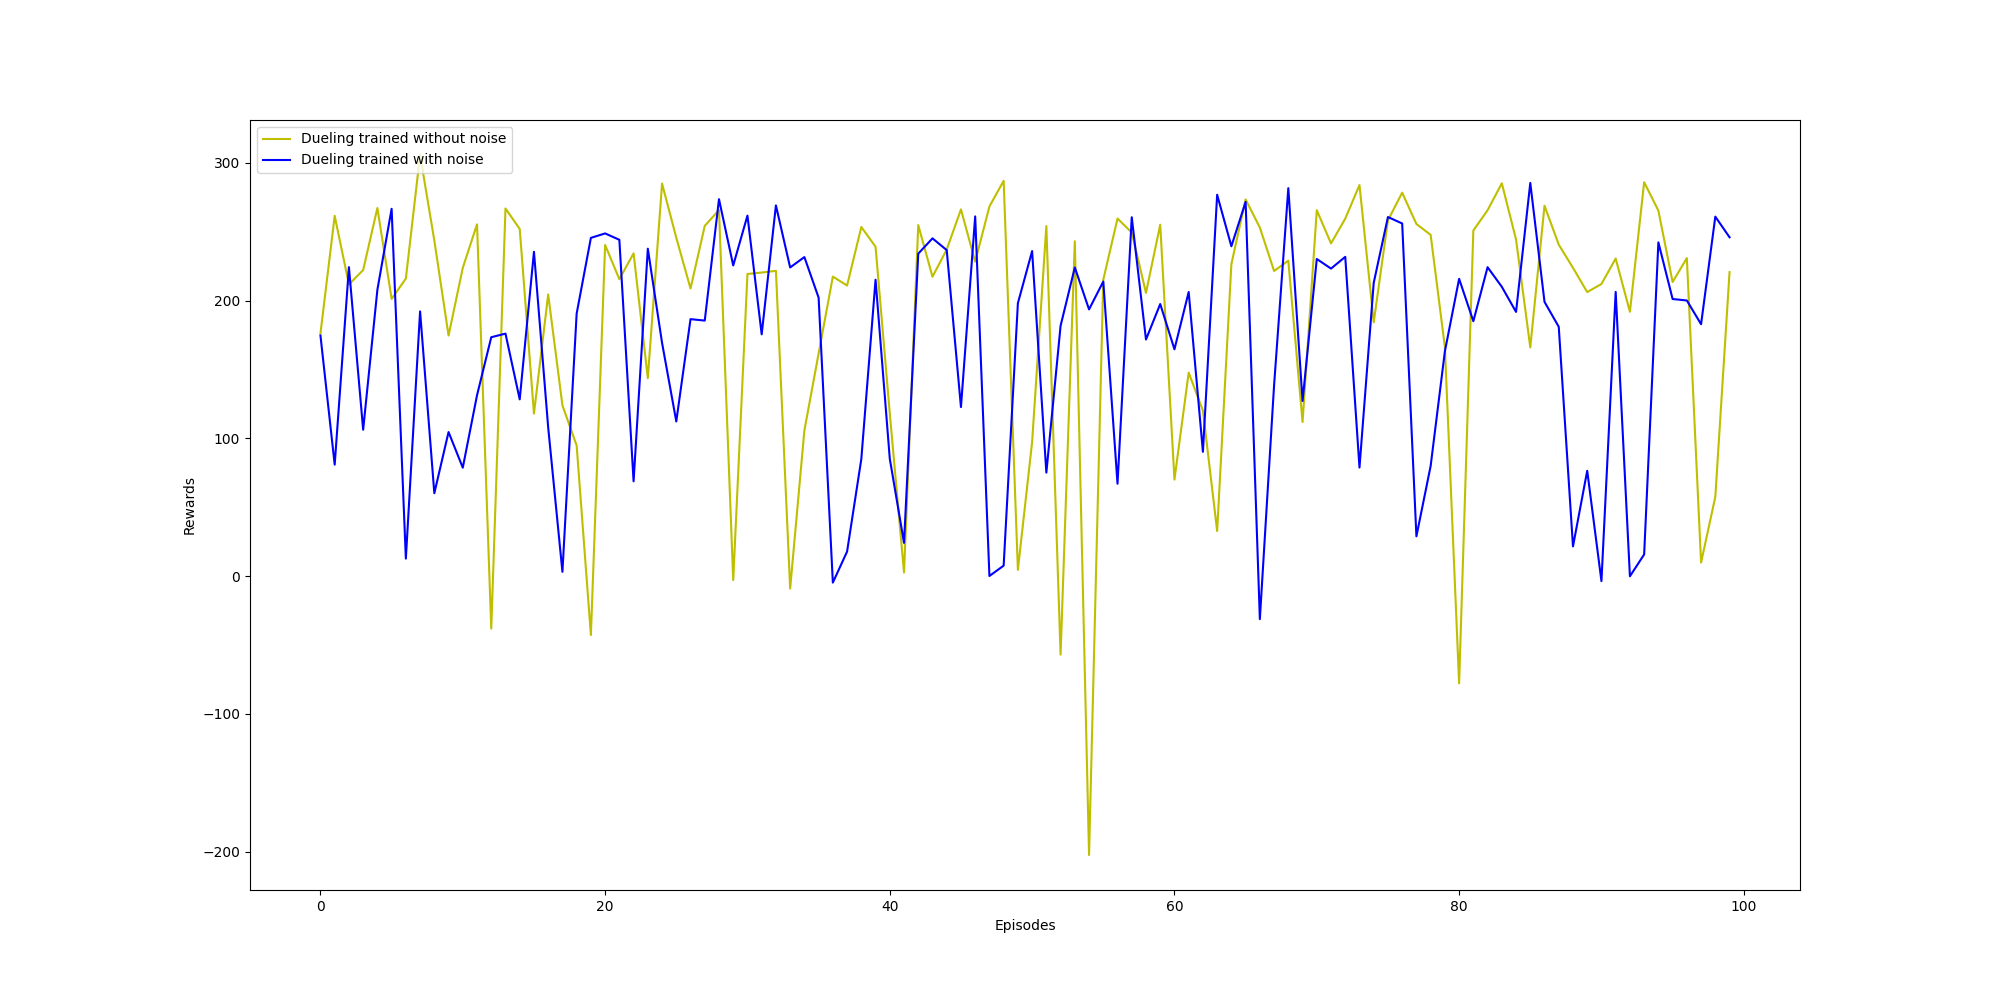 Dueling trained without noise
Dueling trained with noise
300
200
100
0
−100
−200
Rewards
0 20 40 60 80 100
Episodes